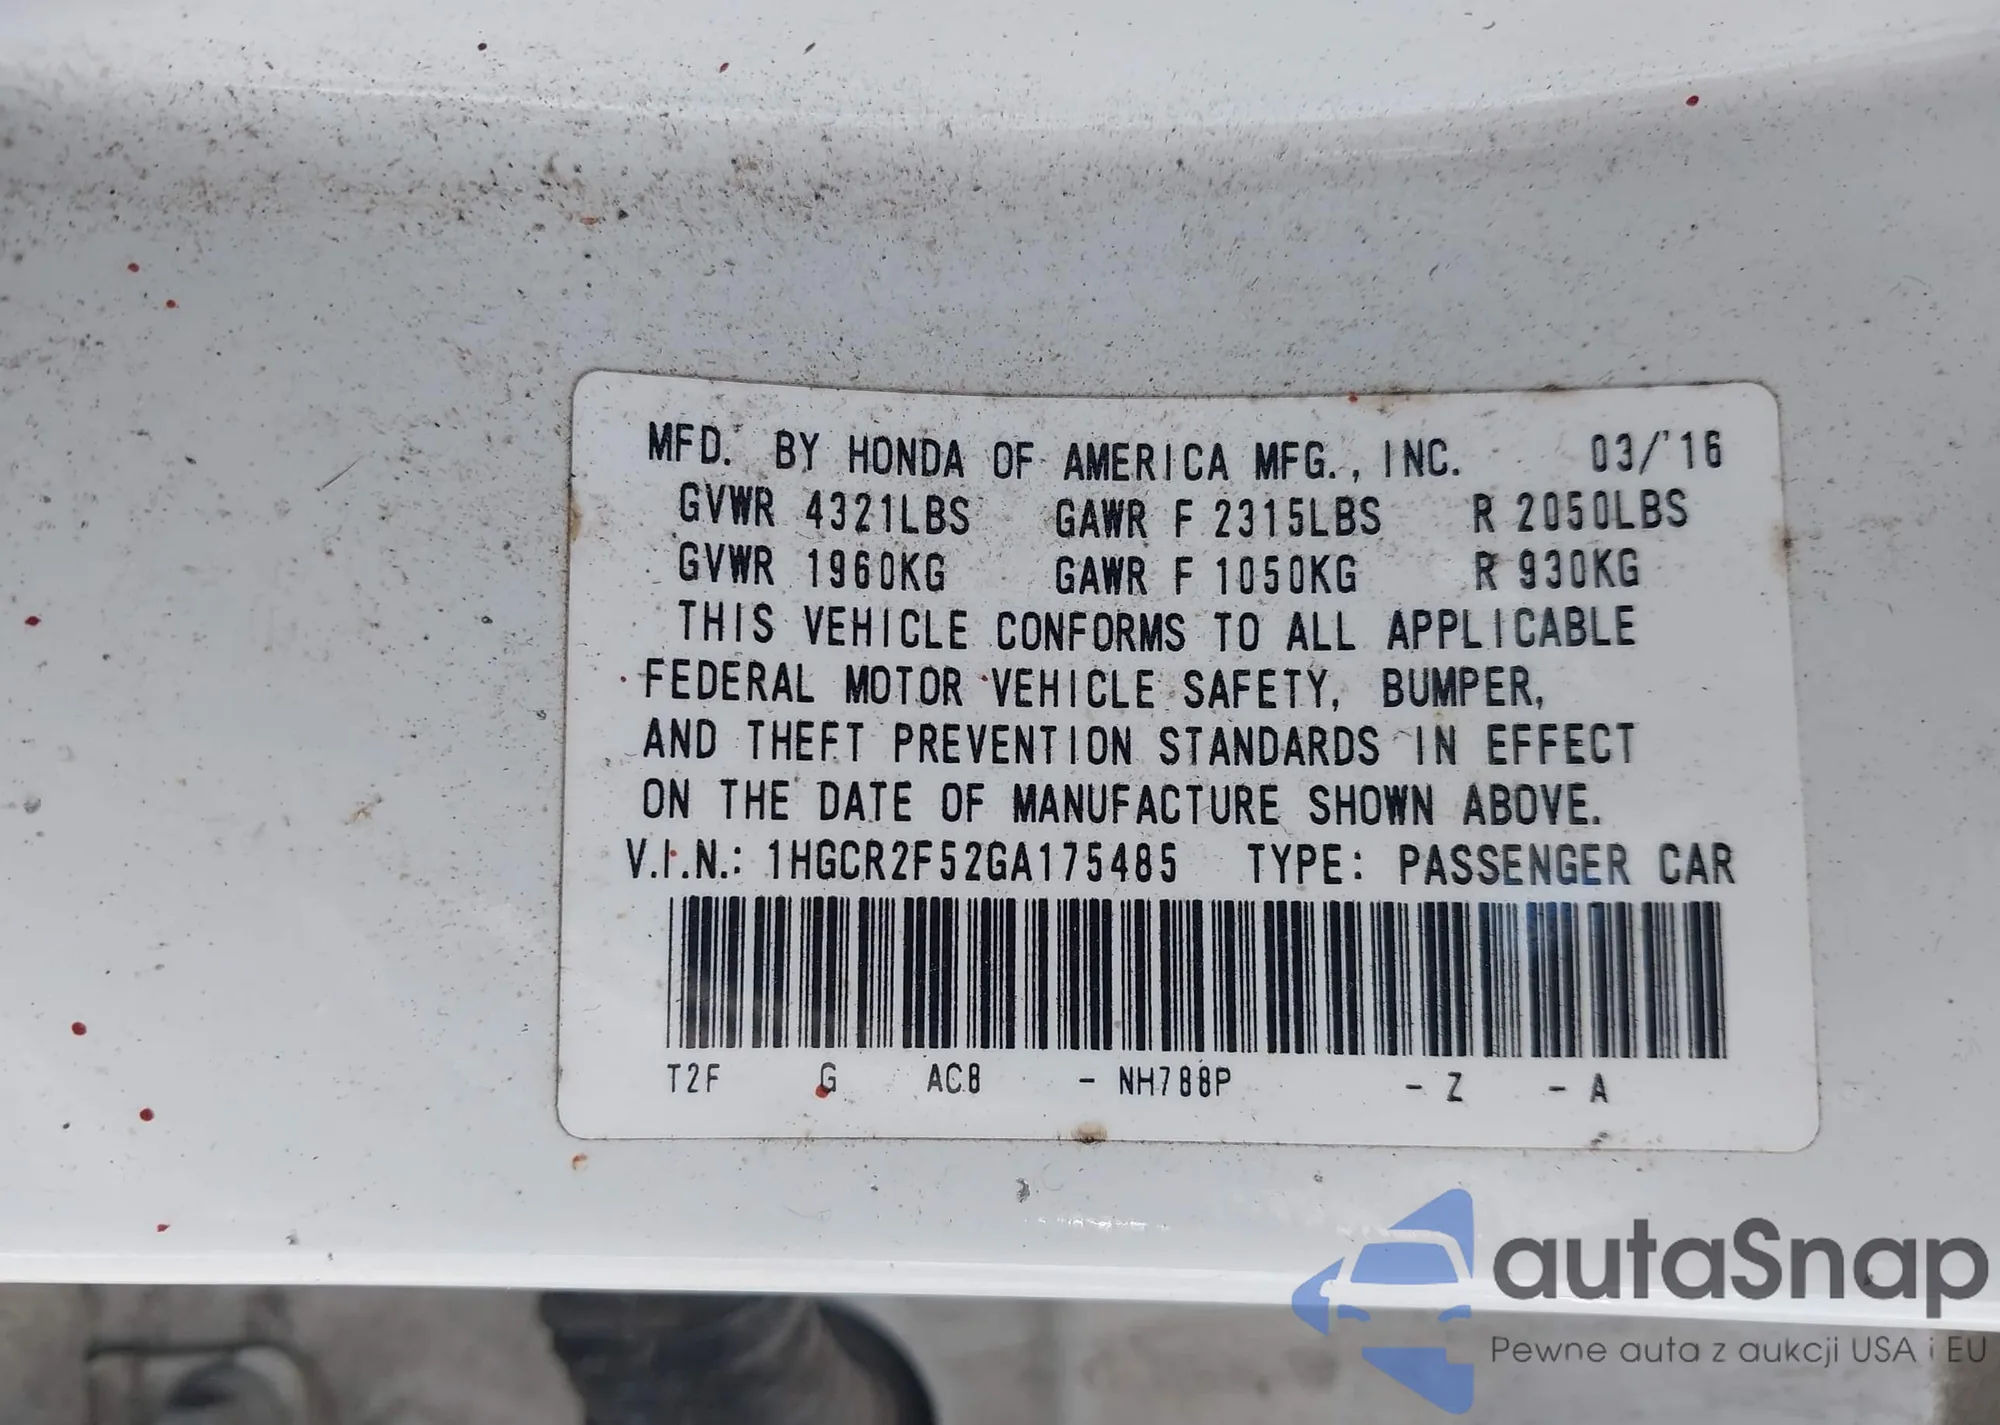 MFD. BY HONDA OF AMERICA MFG., INC. 03/'16
GVWR 4321LBS GAWR F 2315LBS R 2050LBS
GVWR 1960KG GAWR F 1050KG R 930KG
THIS VEHICLE CONFORMS TO ALL APPLICABLE
FEDERAL MOTOR VEHICLE SAFETY, BUMPER,
AND THEFT PREVENTION STANDARDS IN EFFECT
ON THE DATE OF MANUFACTURE SHOWN ABOVE.
V.I.N.: 1HGCR2F52GA175485 TYPE: PASSENGER CAR
T2F G AC8 - NH788P - Z - A
autaSnap
Pewne auta z aukcji USA i EU